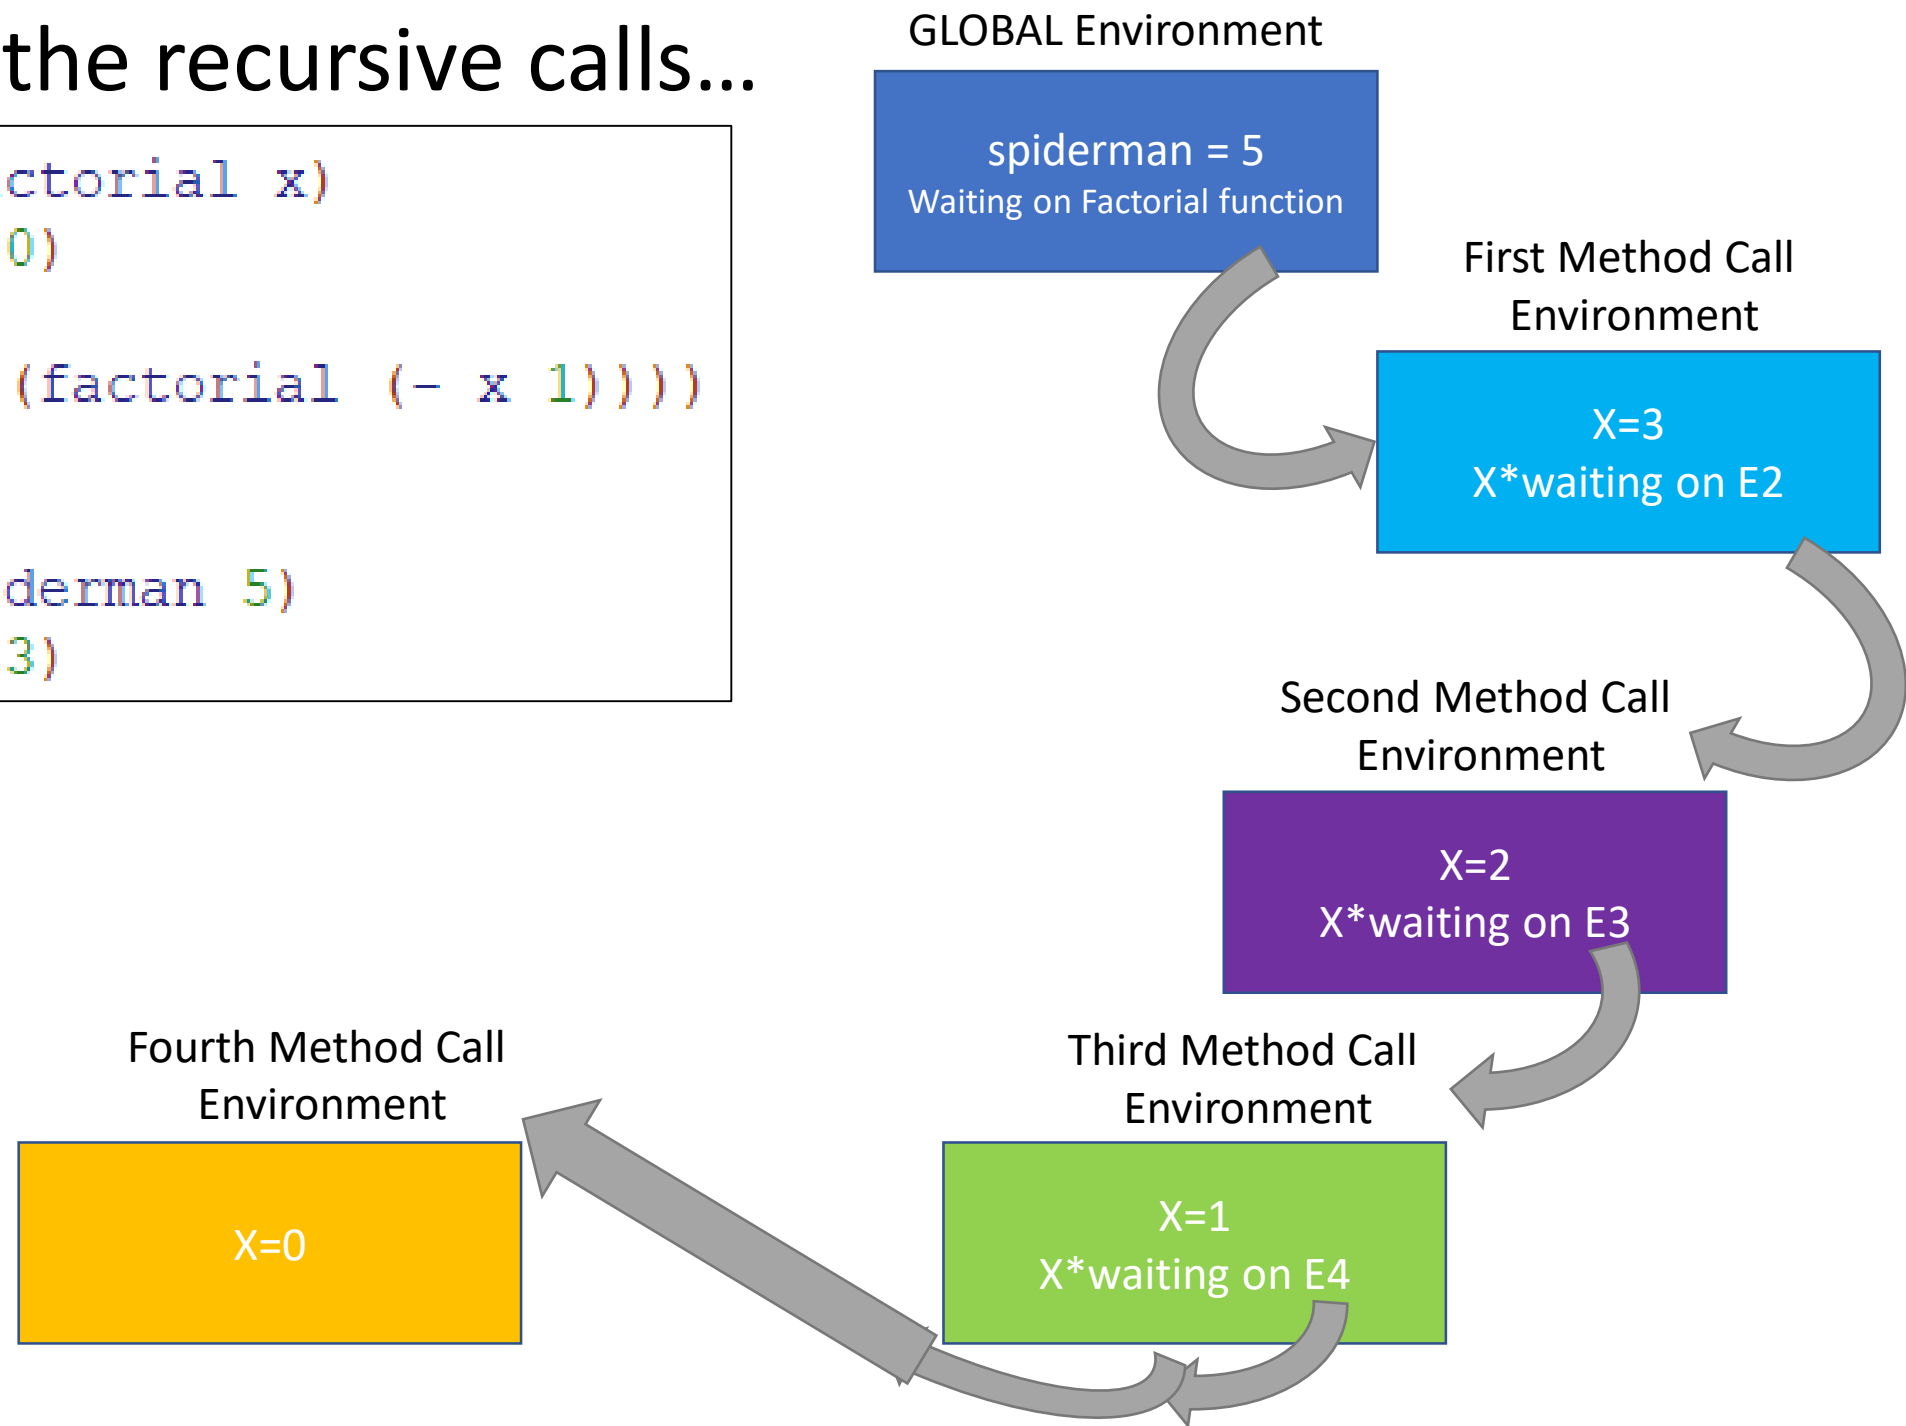 the recursive calls...
ctorial x)
0)
(factorial (- x 1))))
derman 5)
3)
GLOBAL Environment
spiderman = 5
Waiting on Factorial function
First Method Call
Environment
X=3
X*waiting on E2
Second Method Call
Environment
X=2
X*waiting on E3
Third Method Call
Environment
X=1
X*waiting on E4
Fourth Method Call
Environment
X=0